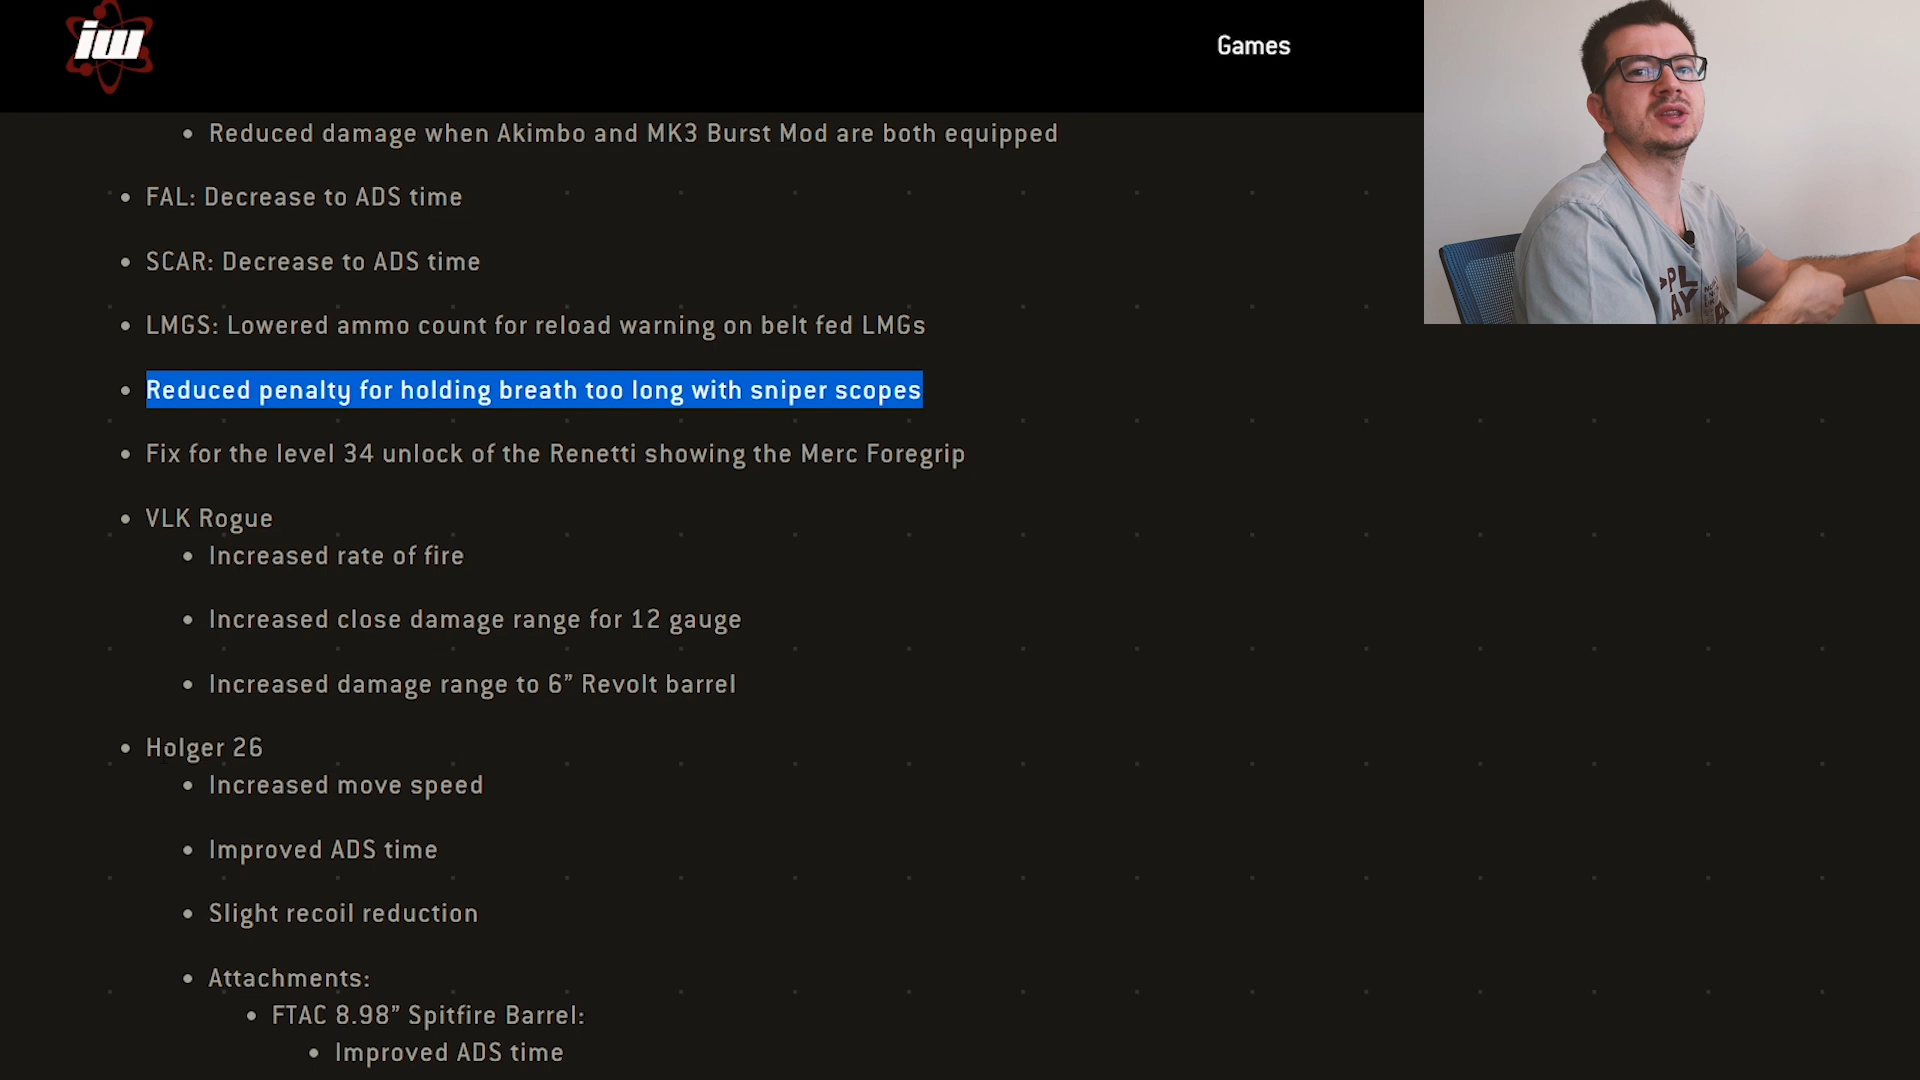 iw
Games
Reduced damage when Akimbo and MK3 Burst Mod are both equipped
FAL: Decrease to ADS time
SCAR: Decrease to ADS time
LMGS: Lowered ammo count for reload warning on belt fed LMGs
Reduced penalty for holding breath too long with sniper scopes
Fix for the level 34 unlock of the Renetti showing the Merc Foregrip
VLK Rogue
Increased rate of fire
Increased close damage range for 12 gauge
Increased damage range to 6” Revolt barrel
Holger 26
Increased move speed
Improved ADS time
Slight recoil reduction
Attachments:
FTAC 8.98” Spitfire Barrel:
Improved ADS time
PL
AY